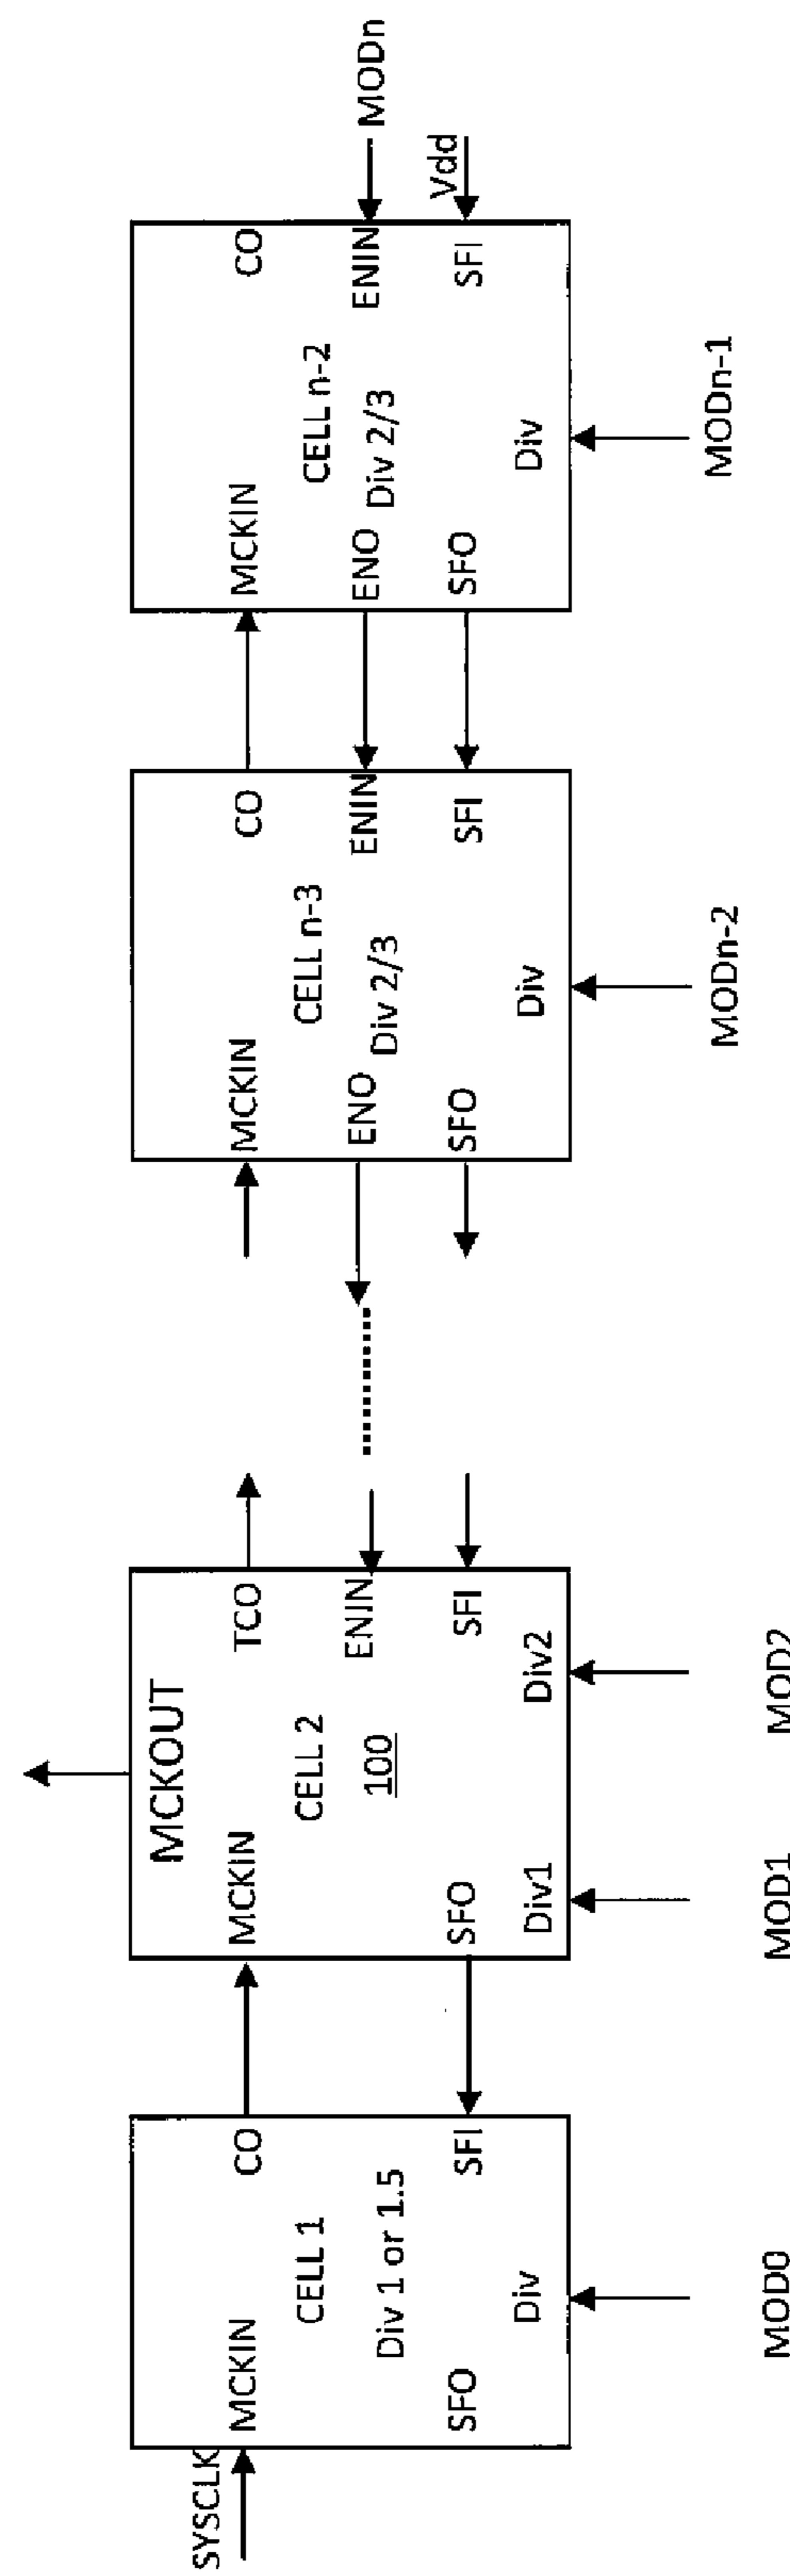 SYSCLK
MCKIN
CO
CELL 1
Div 1 or 1.5
SFO
SFI
Div
MOD0
MCKOUT
MCKIN
TCO
CELL 2
ENIN
100
SFO
SFI
Div1
Div2
MOD1
MOD2
MCKIN
CO
CELL n-3
ENO
ENIN
Div 2/3
SFO
SFI
Div
MODn-2
MCKIN
CO
CELL n-2
ENO
ENIN
Div 2/3
SFO
SFI
Div
MODn-1
MODn
Vdd